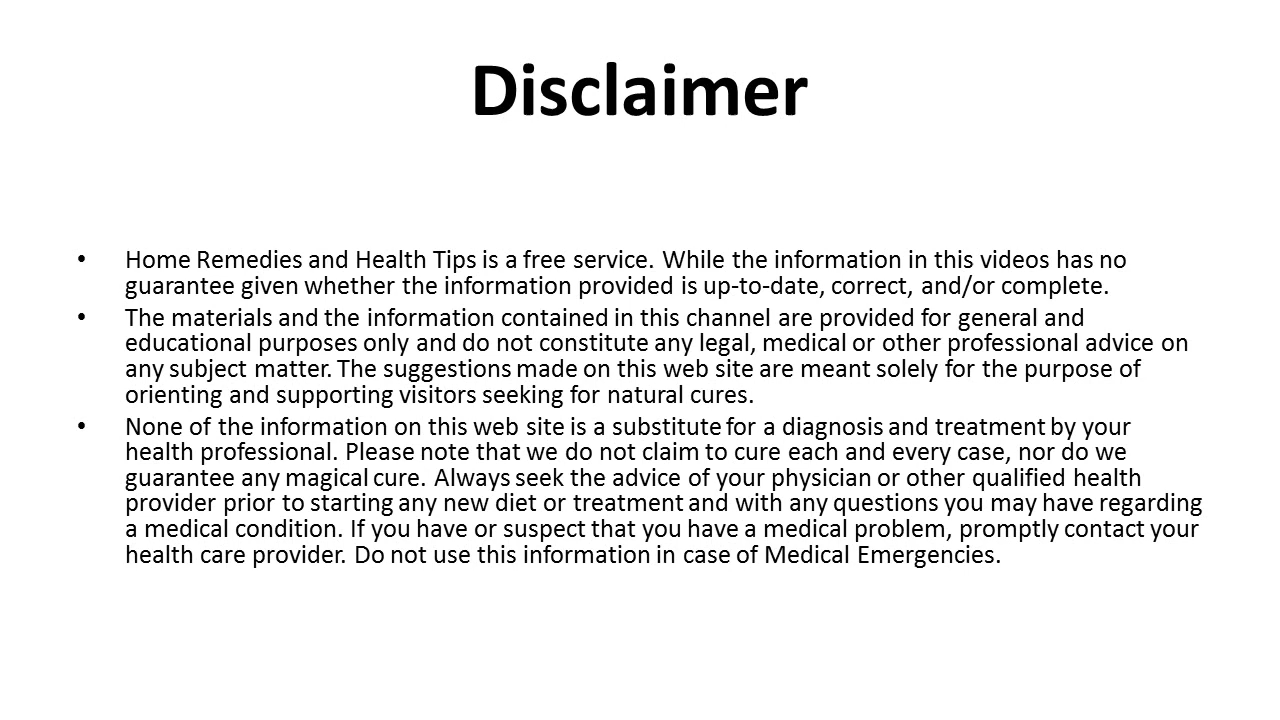 Disclaimer
• Home Remedies and Health Tips is a free service. While the information in this videos has no
guarantee given whether the information provided is up-to-date, correct, and/or complete.
• The materials and the information contained in this channel are provided for general and
educational purposes only and do not constitute any legal, medical or other professional advice on
any subject matter. The suggestions made on this web site are meant solely for the purpose of
orienting and supporting visitors seeking for natural cures.
• None of the information on this web site is a substitute for a diagnosis and treatment by your
health professional. Please note that we do not claim to cure each and every case, nor do we
guarantee any magical cure. Always seek the advice of your physician or other qualified health
provider prior to starting any new diet or treatment and with any questions you may have regarding
a medical condition. If you have or suspect that you have a medical problem, promptly contact your
health care provider. Do not use this information in case of Medical Emergencies.